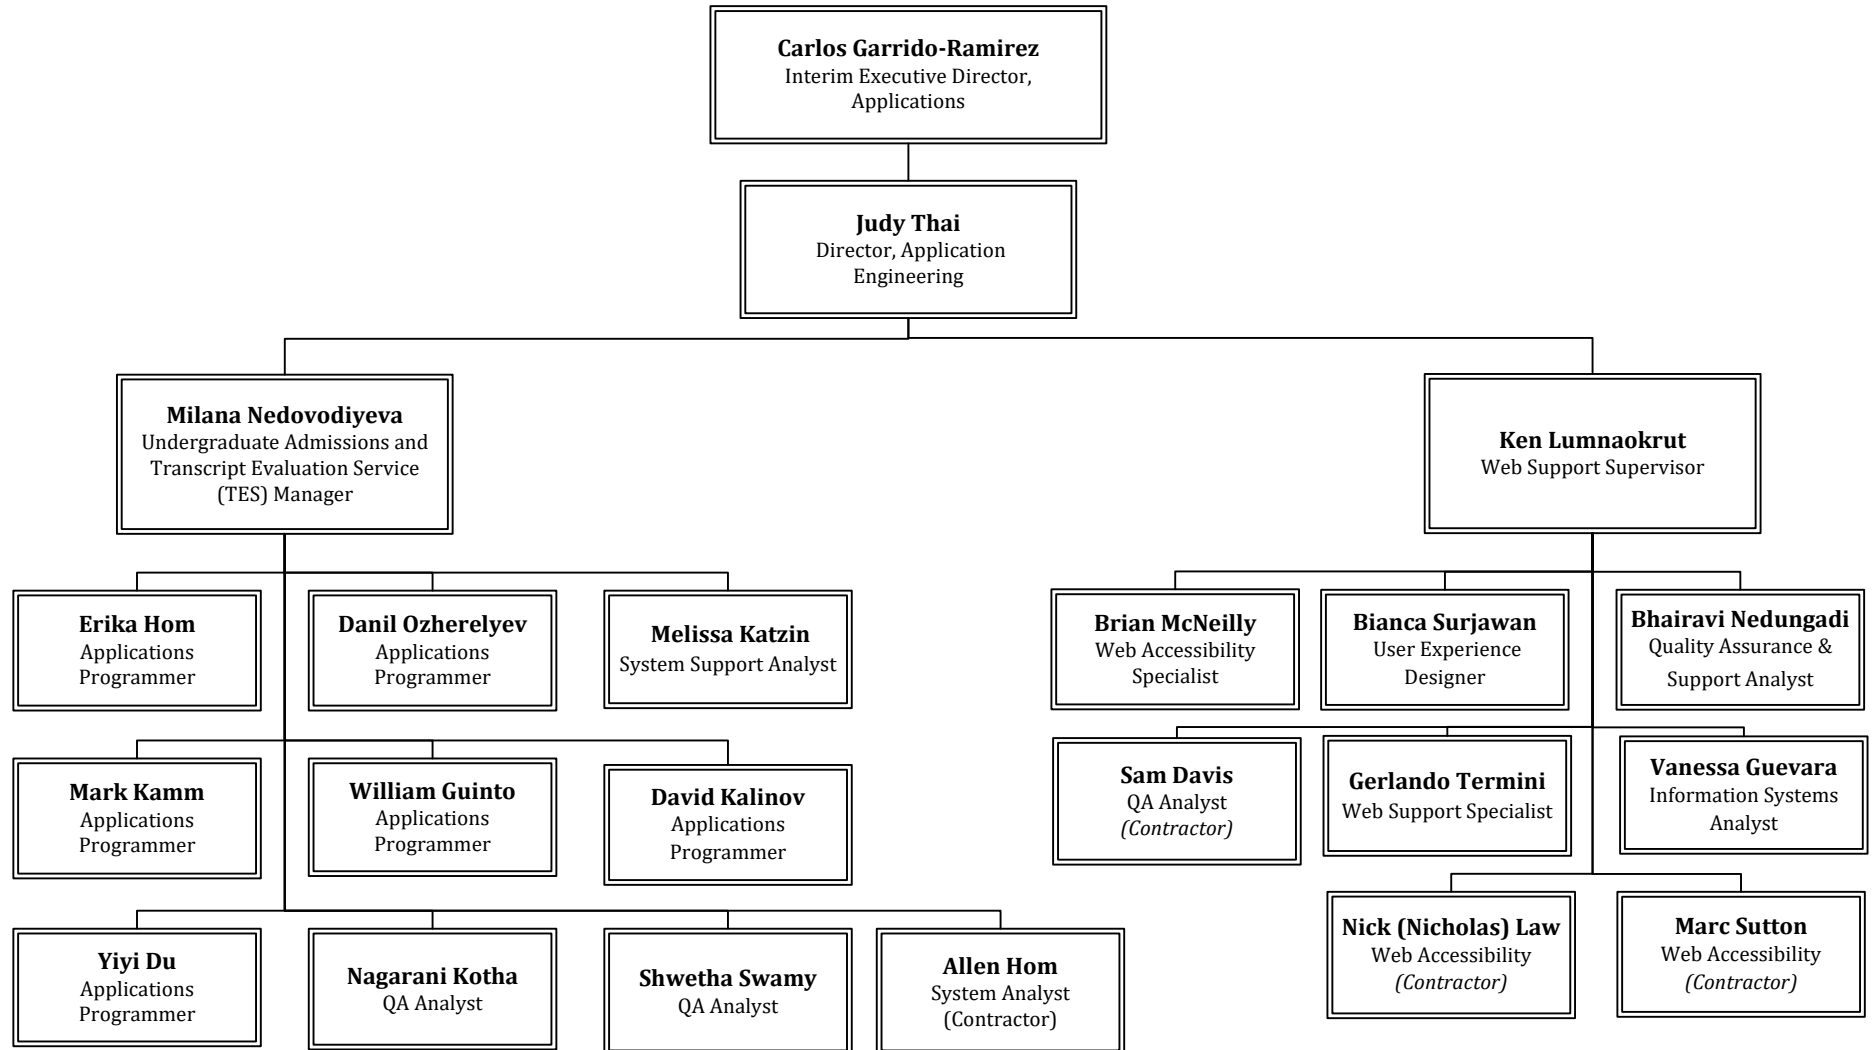 Carlos Garrido-Ramirez
Interim Executive Director,
Applications
Judy Thai
Director, Application
Engineering
Milana Nedovodiyeva
Undergraduate Admissions and
Transcript Evaluation Service
(TES) Manager
Ken Lumnaokrut
Web Support Supervisor
Erika Hom
Applications
Programmer
Danil Ozherelyev
Applications
Programmer
Melissa Katzin
System Support Analyst
Brian McNeilly
Web Accessibility
Specialist
Bianca Surjawan
User Experience
Designer
Bhairavi Nedungadi
Quality Assurance &
Support Analyst
Mark Kamm
Applications
Programmer
William Guinto
Applications
Programmer
David Kalinov
Applications
Programmer
Sam Davis
QA Analyst
(Contractor)
Gerlando Termini
Web Support Specialist
Vanessa Guevara
Information Systems
Analyst
Yiyi Du
Applications
Programmer
Nagarani Kotha
QA Analyst
Shwetha Swamy
QA Analyst
Allen Hom
System Analyst
(Contractor)
Nick (Nicholas) Law
Web Accessibility
(Contractor)
Marc Sutton
Web Accessibility
(Contractor)